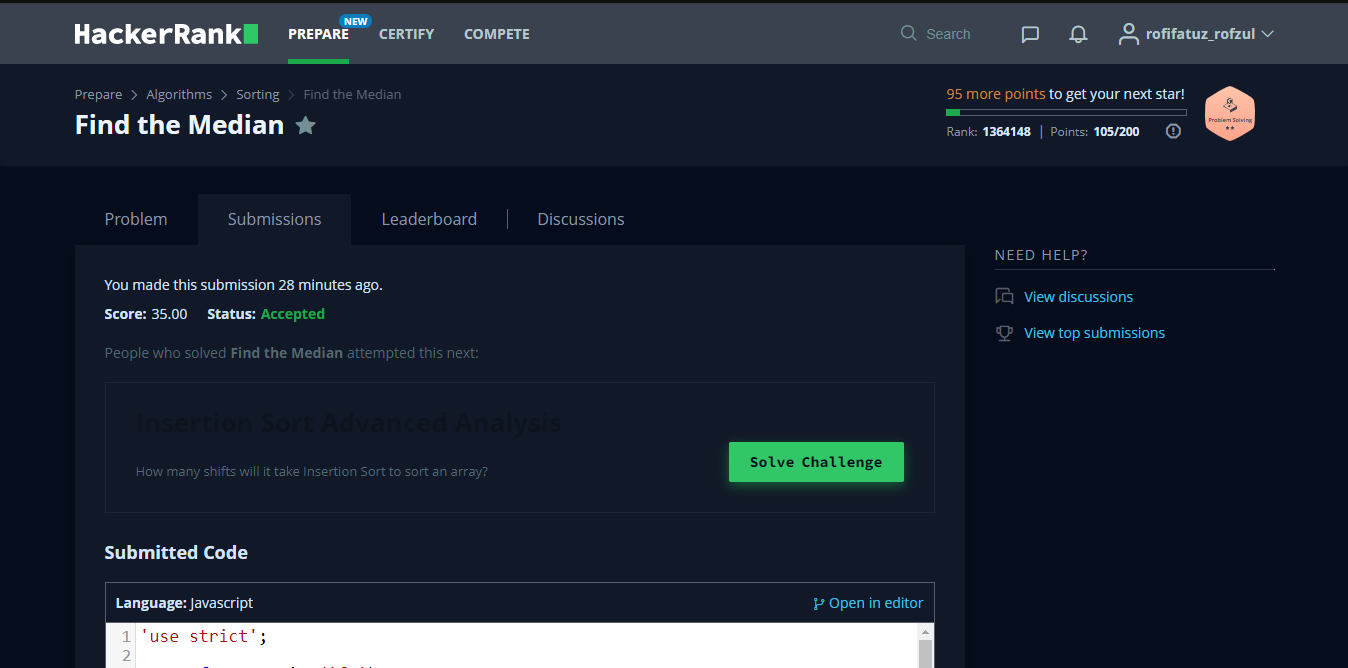 HackerRank PREPARE NEW CERTIFY COMPETE Search rofifatuz_rofzul
Prepare > Algorithms > Sorting > Find the Median
Find the Median
95 more points to get your next star!
Rank: 1364148 | Points: 105/200
Problem Solving
Problem Submissions Leaderboard | Discussions
You made this submission 28 minutes ago.
Score: 35.00 Status: Accepted
People who solved Find the Median attempted this next:
Insertion Sort Advanced Analysis
How many shifts will it take Insertion Sort to sort an array?
Solve Challenge
Submitted Code
Language: Javascript Open in editor
1 'use strict';
2
NEED HELP?
View discussions
View top submissions